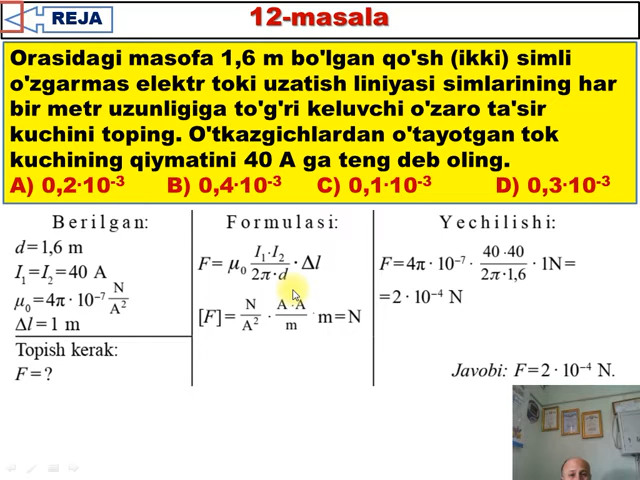 REJA
12-masala
Orasidagi masofa 1,6 m bo'lgan qo'sh (ikki) simli
o'zgarmas elektr toki uzatish liniyasi simlarining har
bir metr uzunligiga to'g'ri keluvchi o'zaro ta'sir
kuchini toping. O'tkazgichlardan o'tayotgan tok
kuchining qiymatini 40 A ga teng deb oling.
A) 0,2·10⁻³ B) 0,4·10⁻³ C) 0,1·10⁻³ D) 0,3·10⁻³
Berilgan:
d=1,6 m
I₁=I₂=40 A
μ₀=4π·10⁻⁷ N/A²
Δl=1 m
Topish kerak:
F=?
Formulasi:
F=μ₀ I₁·I₂/2π·d ·Δl
[F]= N/A² · A·A/m · m=N
Yechilishi:
F=4π·10⁻⁷· 40·40/2π·1,6 ·1N=
=2·10⁻⁴ N
Javobi: F=2·10⁻⁴ N.